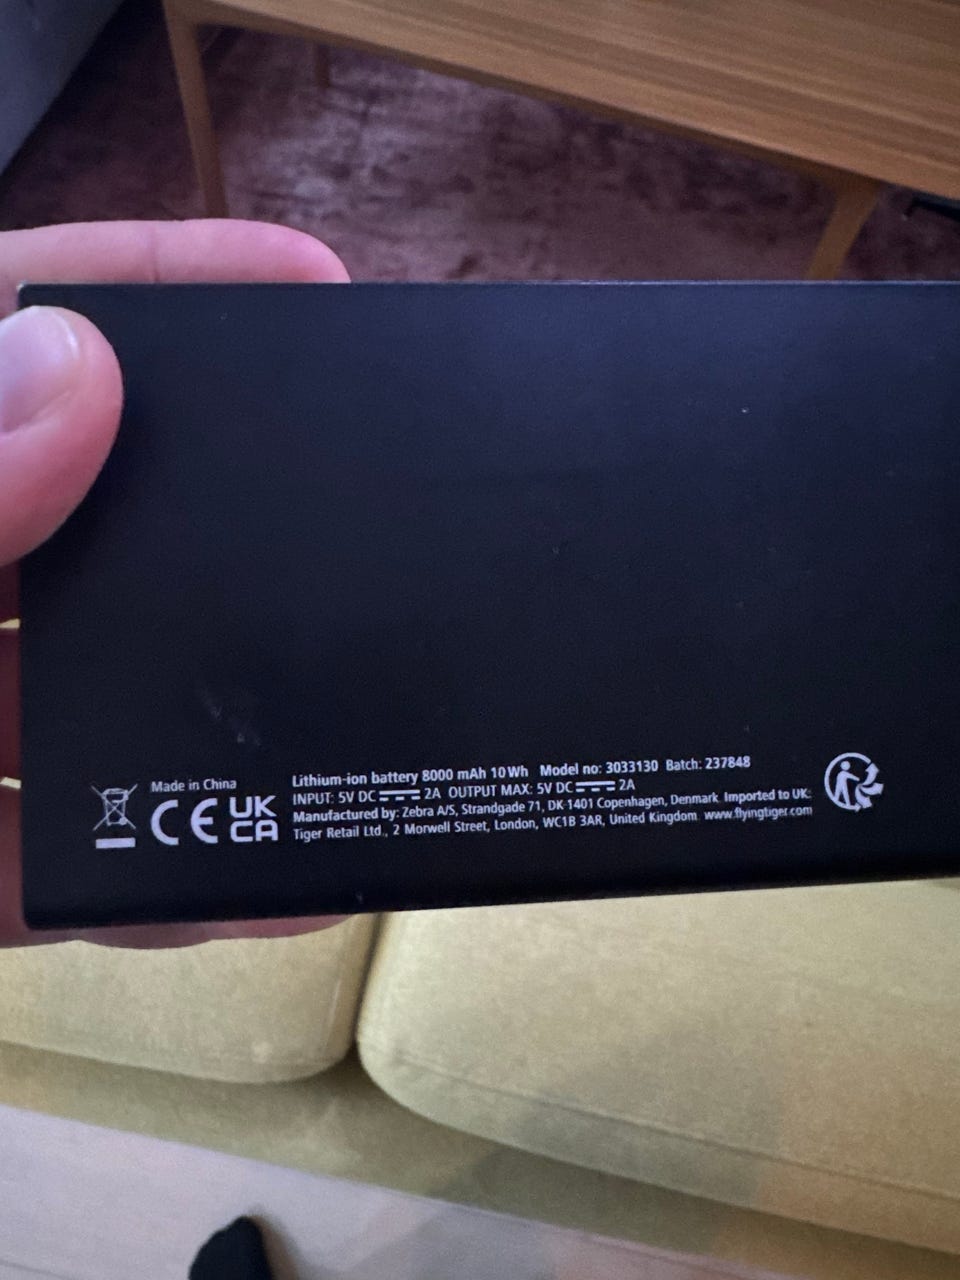 Made in China
CE UK
CA
Lithium-ion battery 8000 mAh 10 Wh Model no: 3033130 Batch: 237848
INPUT: 5V DC ⎓ 2A OUTPUT MAX: 5V DC ⎓ 2A
Manufactured by: Zebra A/S, Strandgade 71, DK-1401 Copenhagen, Denmark Imported to UK:
Tiger Retail Ltd., 2 Morwell Street, London, WC1B 3AR, United Kingdom www.flyingtiger.com